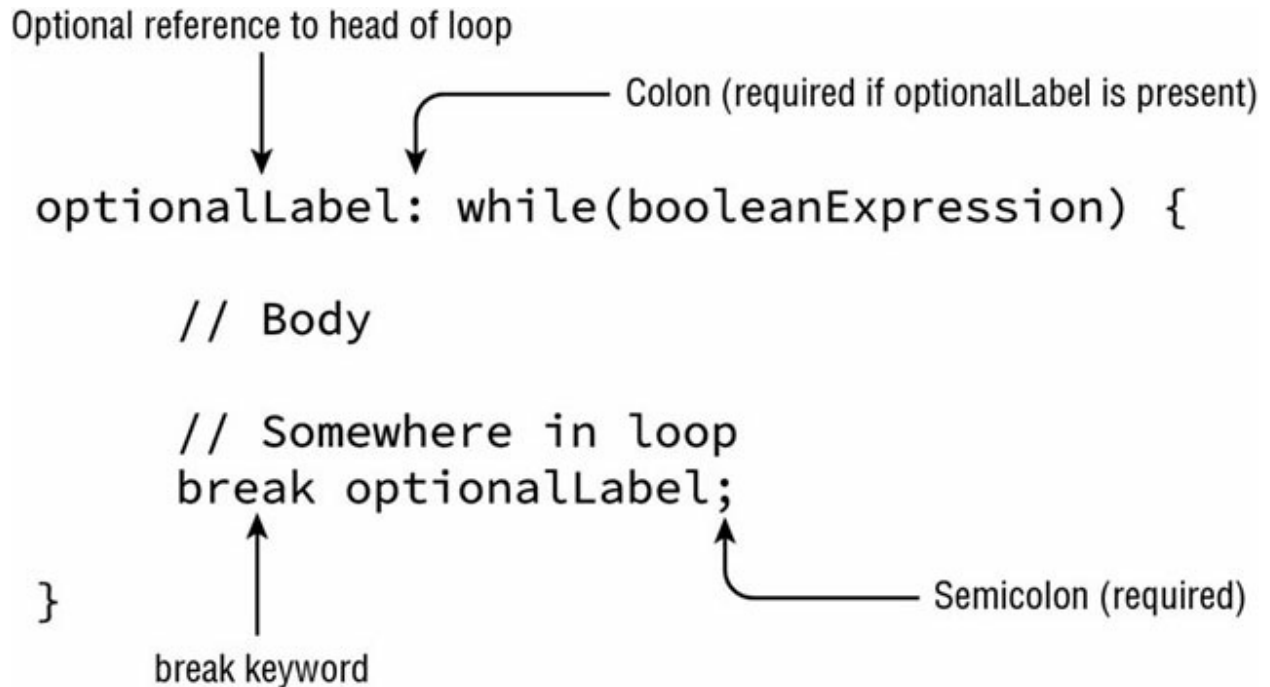 Optional reference to head of loop
Colon (required if optionalLabel is present)
optionalLabel: while(booleanExpression) {
// Body
// Somewhere in loop
break optionalLabel;
}
Semicolon (required)
break keyword